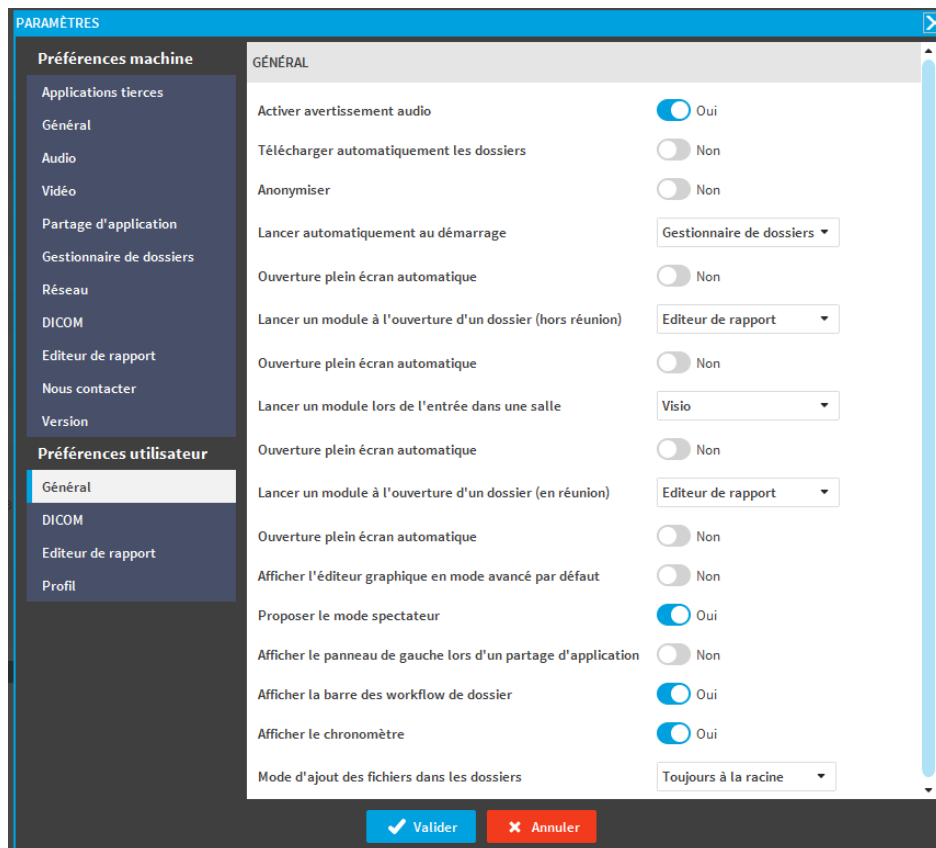 PARAMÈTRES
Préférences machine
Applications tierces
Général
Audio
Vidéo
Partage d'application
Gestionnaire de dossiers
Réseau
DICOM
Editeur de rapport
Nous contacter
Version
Préférences utilisateur
Général
DICOM
Editeur de rapport
Profil
GÉNÉRAL
Activer avertissement audio Oui
Télécharger automatiquement les dossiers Non
Anonymiser Non
Lancer automatiquement au démarrage Gestionnaire de dossiers
Ouverture plein écran automatique Non
Lancer un module à l'ouverture d'un dossier (hors réunion) Editeur de rapport
Ouverture plein écran automatique Non
Lancer un module lors de l'entrée dans une salle Visio
Ouverture plein écran automatique Non
Lancer un module à l'ouverture d'un dossier (en réunion) Editeur de rapport
Ouverture plein écran automatique Non
Afficher l'éditeur graphique en mode avancé par défaut Non
Proposer le mode spectateur Oui
Afficher le panneau de gauche lors d'un partage d'application Non
Afficher la barre des workflow de dossier Oui
Afficher le chronomètre Oui
Mode d'ajout des fichiers dans les dossiers Toujours à la racine
Valider Annuler